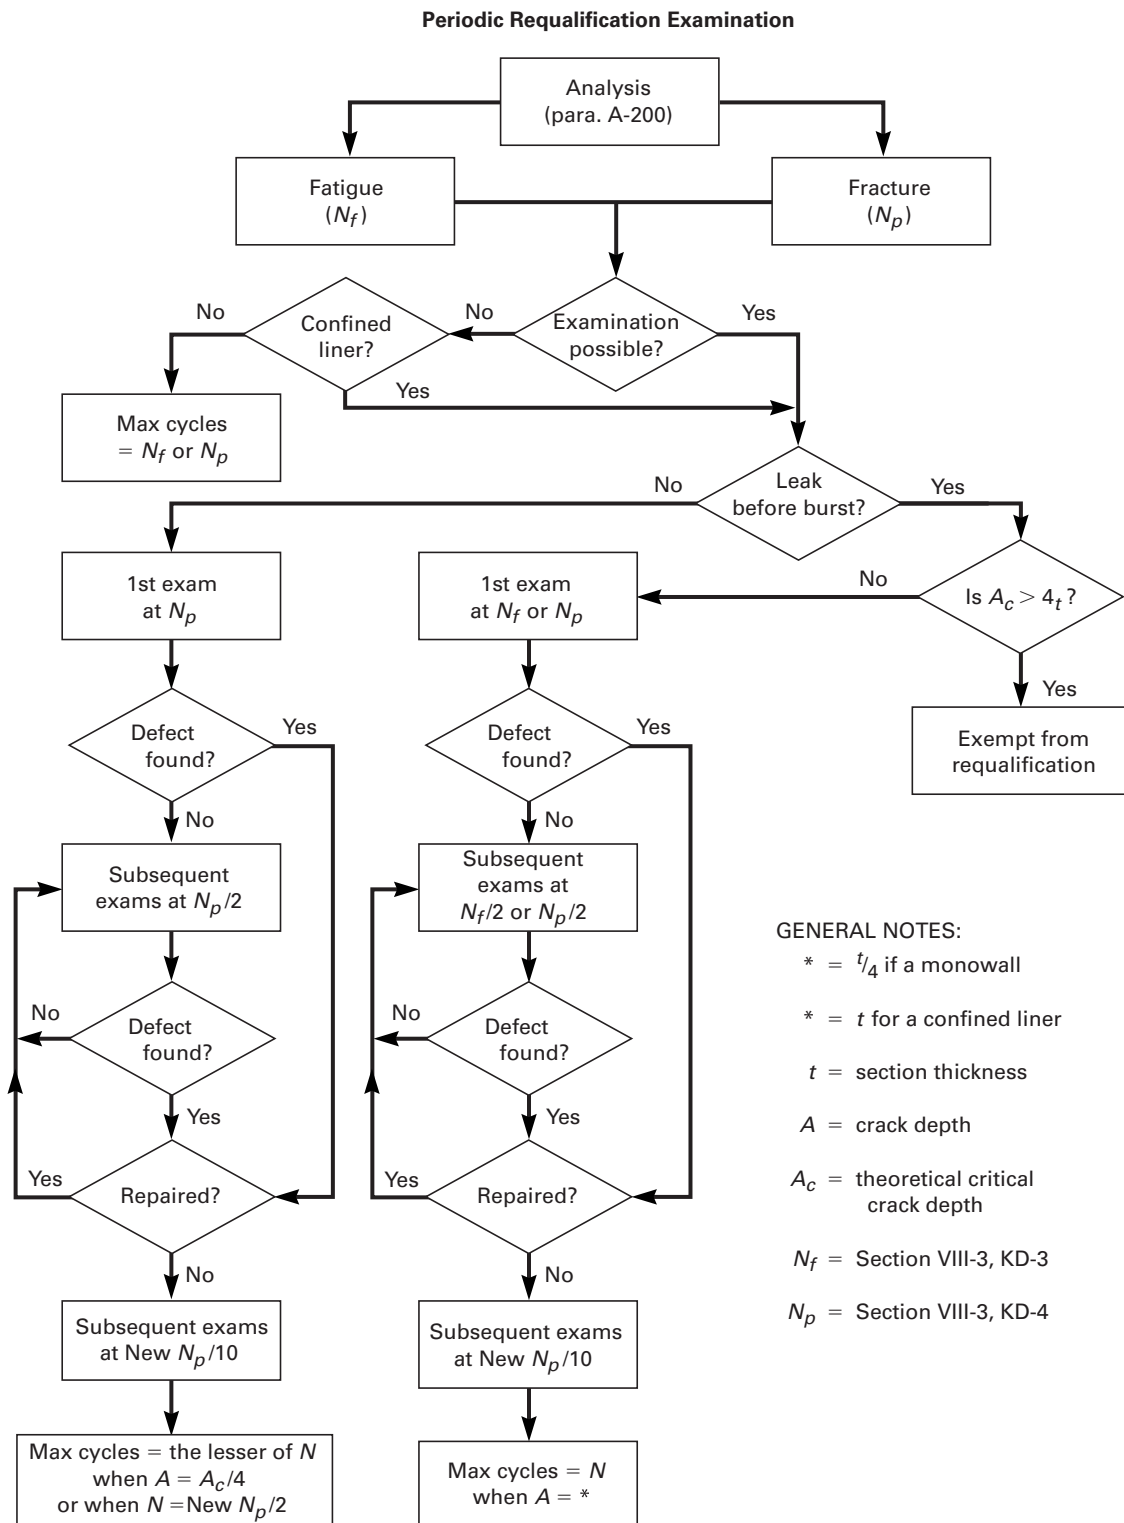 Periodic Requalification Examination
Analysis
(para. A-200)
Fatigue
(N_f)
Fracture
(N_p)
No
Confined
liner?
No
Examination
possible?
Yes
Yes
Max cycles
= N_f or N_p
No
Leak
before burst?
Yes
1st exam
at N_p
1st exam
at N_f or N_p
No
Is A_c > 4_t ?
Yes
Defect
found?
Yes
Defect
found?
Yes
Exempt from
requalification
No
No
Subsequent
exams at N_p/2
Subsequent
exams at
N_f/2 or N_p/2
No
Defect
found?
No
Defect
found?
Yes
Yes
Yes
Repaired?
Yes
Repaired?
No
No
Subsequent exams
at New N_p/10
Subsequent exams
at New N_p/10
Max cycles = the lesser of N
when A = A_c/4
or when N = New N_p/2
Max cycles = N
when A = *
GENERAL NOTES:
* = t/4 if a monowall
* = t for a confined liner
t = section thickness
A = crack depth
A_c = theoretical critical
crack depth
N_f = Section VIII-3, KD-3
N_p = Section VIII-3, KD-4